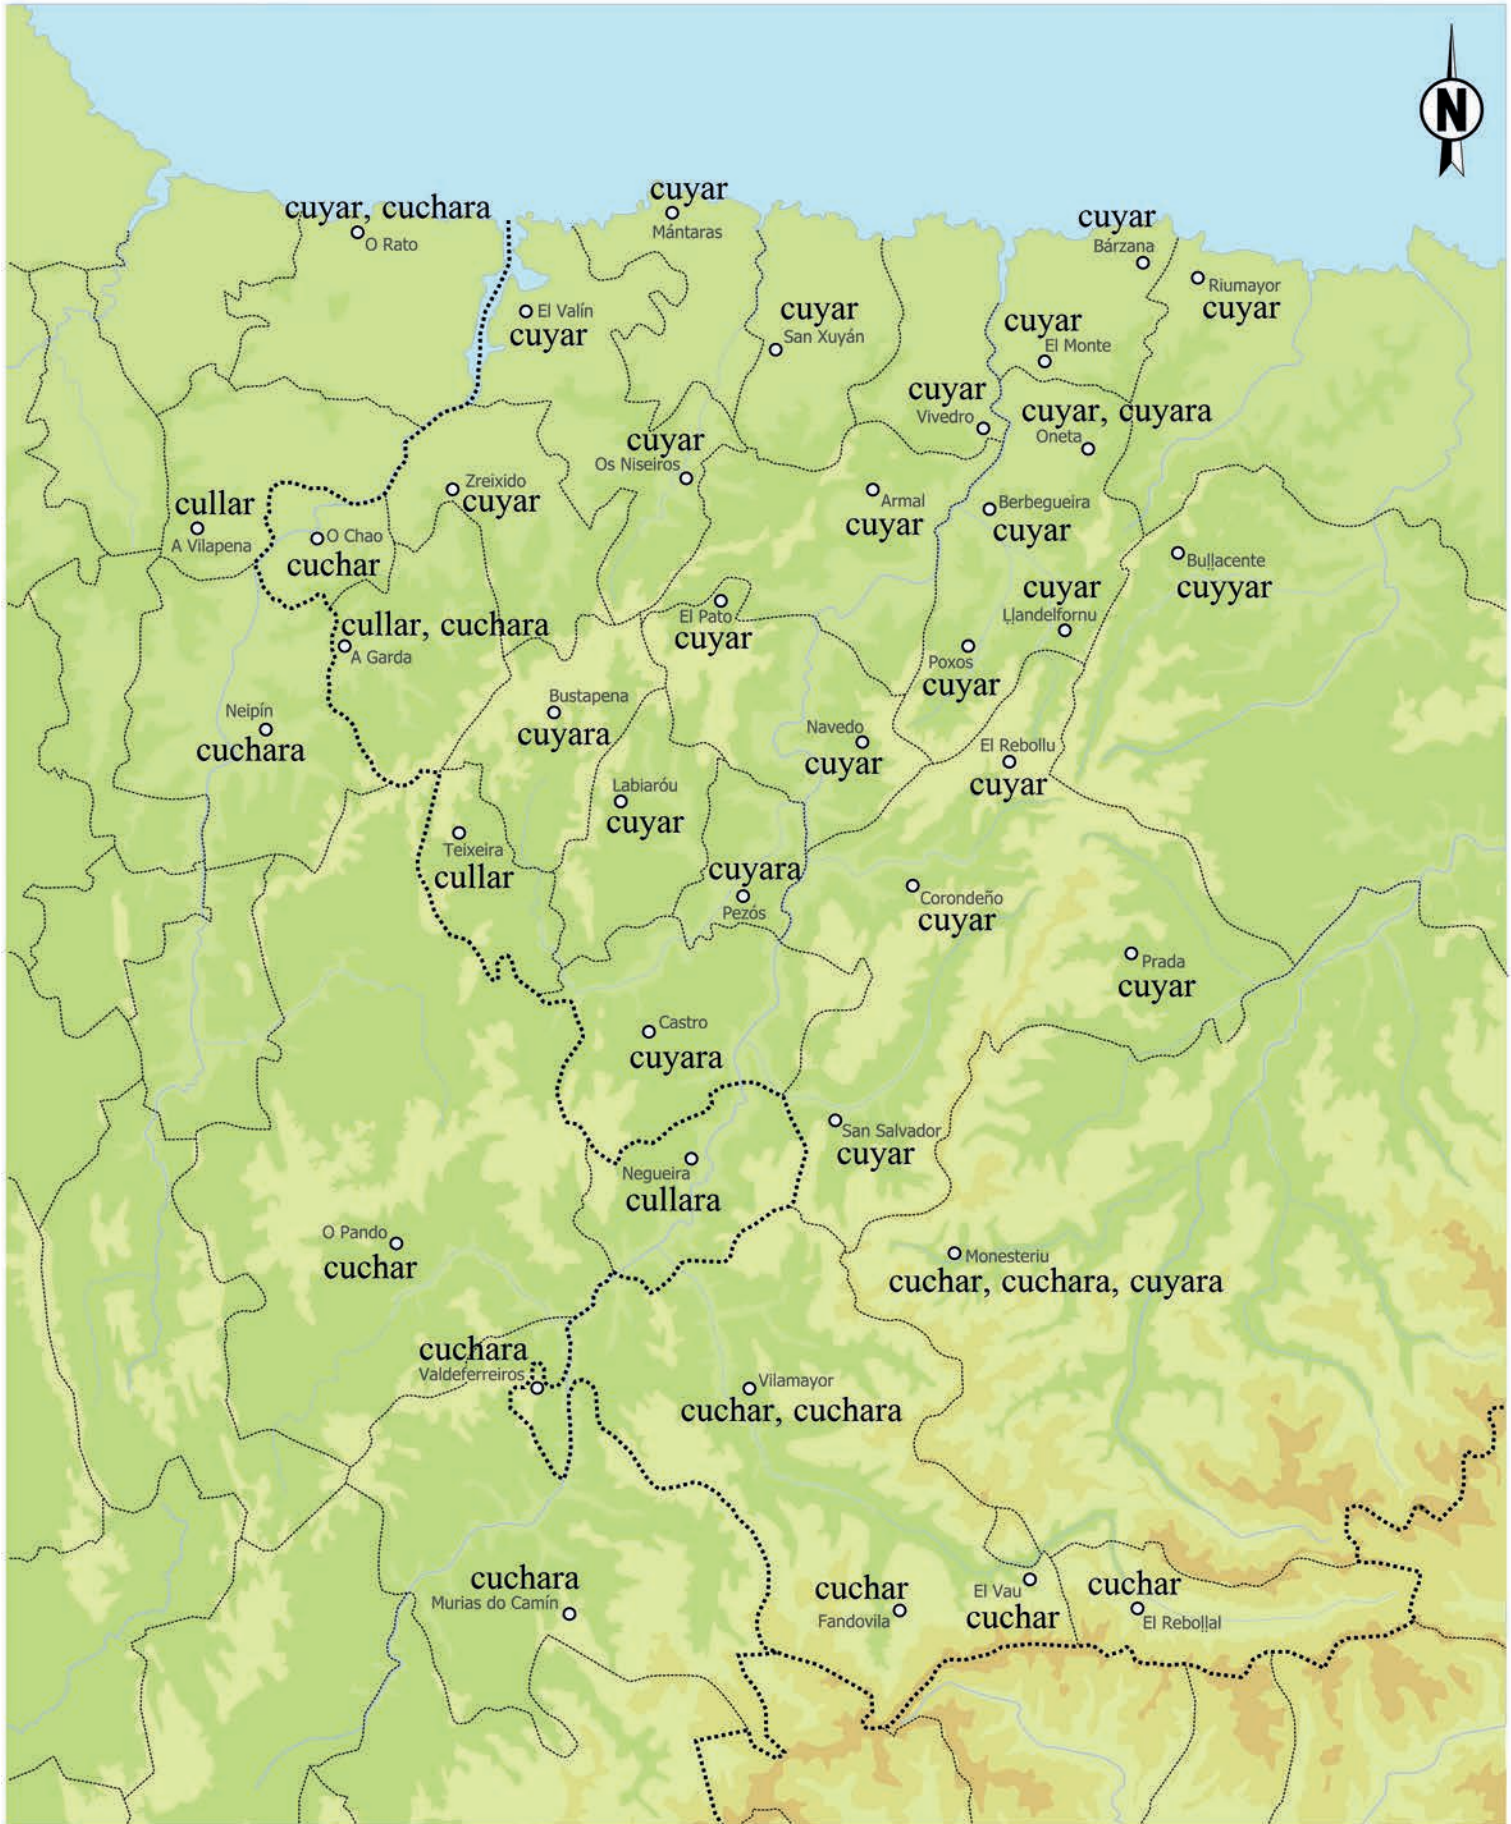 N
cuyar
Mántaras
cuyar, cuchara
O Rato
cuyar
Bárzana
Riumayor
cuyar
El Valín
cuyar
cuyar
San Xuyán
cuyar
El Monte
cuyar
Vivedro
cuyar, cuyara
Oneta
cuyar
Os Niseiros
Zreixido
cuyar
cullar
A Vilapena
O Chao
cuchar
Armal
cuyar
Berbegueira
cuyar
Buḷḷacente
cuyyar
cuyar
Ḷḷandelfornu
El Pato
cuyar
cullar, cuchara
A Garda
Poxos
cuyar
Neipín
cuchara
Bustapena
cuyara
Navedo
cuyar
El Rebollu
cuyar
Labiaróu
cuyar
Teixeira
cullar
cuyara
Pezós
Corondeño
cuyar
Prada
cuyar
Castro
cuyara
San Salvador
cuyar
Negueira
cullara
O Pando
cuchar
Monesteriu
cuchar, cuchara, cuyara
cuchara
Valdeferreiros
Vilamayor
cuchar, cuchara
cuchara
Murias do Camín
cuchar
Fandovila
El Vau
cuchar
cuchar
El Reboḷḷal